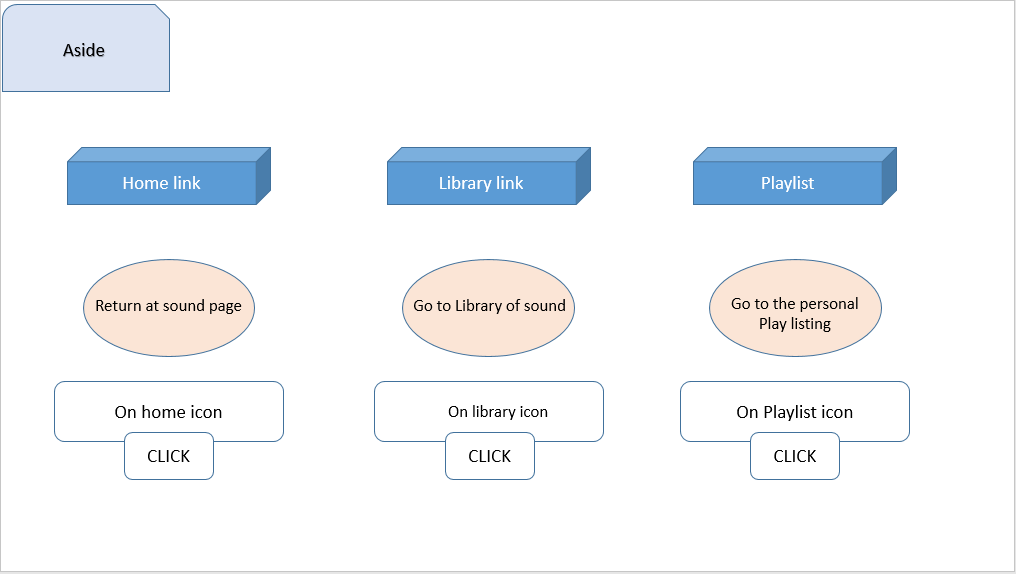 Aside
Home link
Library link
Playlist
Return at sound page
Go to Library of sound
Go to the personal
Play listing
On home icon
On library icon
On Playlist icon
CLICK
CLICK
CLICK